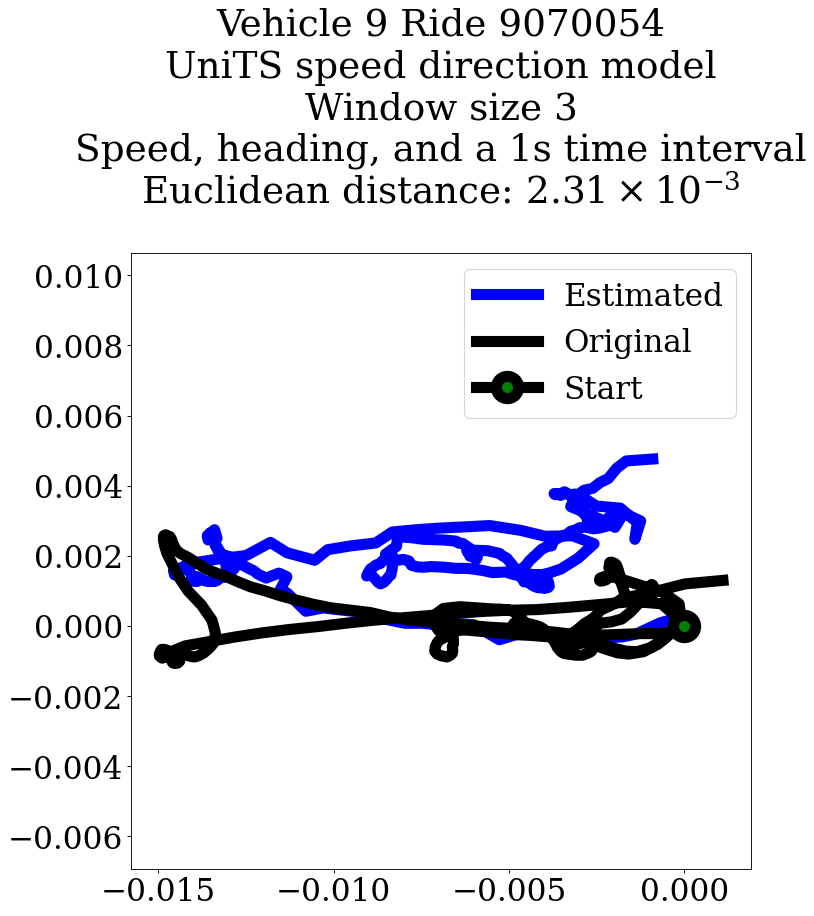 Vehicle 9 Ride 9070054
UniTS speed direction model
Window size 3
Speed, heading, and a 1s time interval
Euclidean distance: 2.31 × 10⁻³
Estimated
Original
Start
0.010
0.008
0.006
0.004
0.002
0.000
−0.002
−0.004
−0.006
−0.015 −0.010 −0.005 0.000